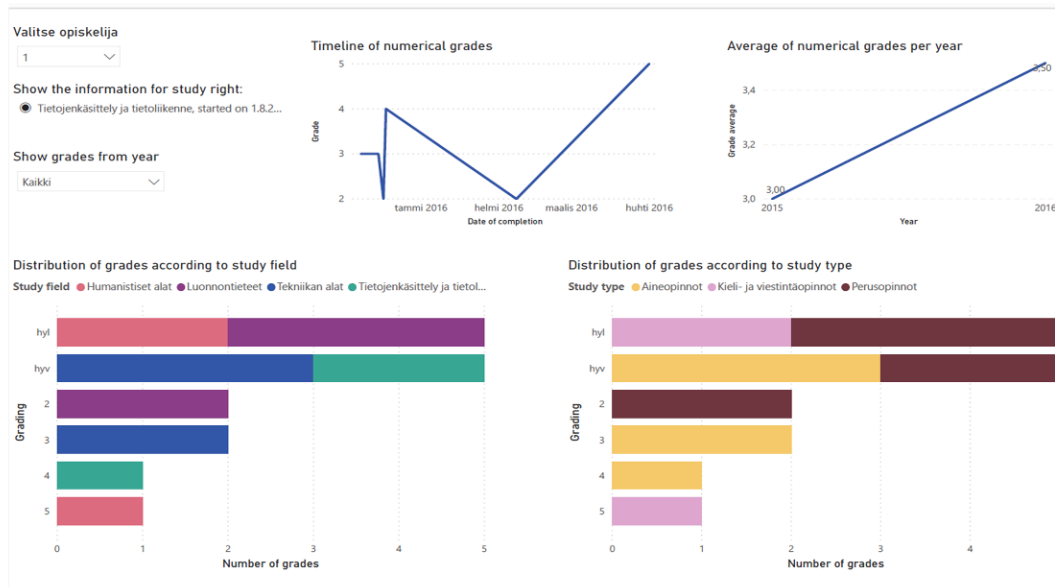 Valitse opiskelija
1
Show the information for study right:
Tietojenkäsittely ja tietoliikenne, started on 1.8.2...
Show grades from year
Kaikki
Timeline of numerical grades
Grade
5
4
3
2
tammi 2016 helmi 2016 maalis 2016 huhti 2016
Date of completion
Average of numerical grades per year
Grade average
3,50
3,4
3,2
3,00
3,0
2015 2016
Year
Distribution of grades according to study field
Study field Humanistiset alat Luonnontieteet Tekniikan alat Tietojenkäsittely ja tietol...
Grading
hyl
hyv
2
3
4
5
0 1 2 3 4 5
Number of grades
Distribution of grades according to study type
Study type Aineopinnot Kieli- ja viestintäopinnot Perusopinnot
Grading
hyl
hyv
2
3
4
5
0 1 2 3 4
Number of grades